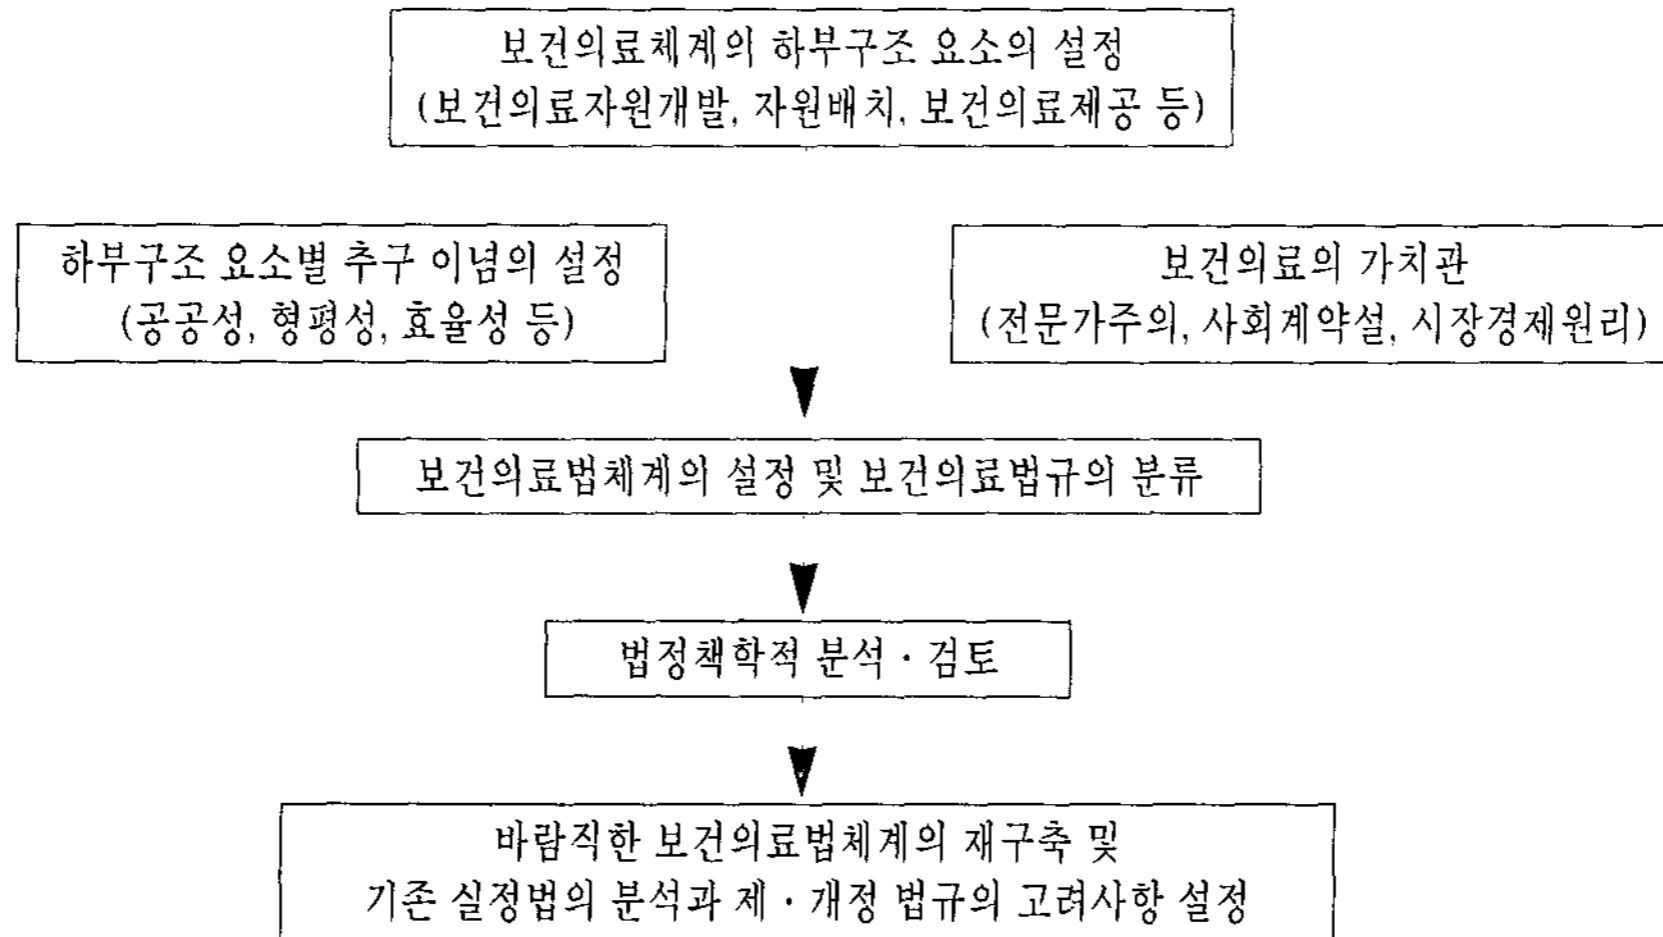 보건의료체계의 하부구조 요소의 설정
(보건의료자원개발, 자원배치, 보건의료제공 등)
하부구조 요소별 추구 이념의 설정
(공공성, 형평성, 효율성 등)
보건의료의 가치관
(전문가주의, 사회계약설, 시장경제원리)
보건의료법체계의 설정 및 보건의료법규의 분류
법정책학적 분석 · 검토
바람직한 보건의료법체계의 재구축 및
기존 실정법의 분석과 제 · 개정 법규의 고려사항 설정